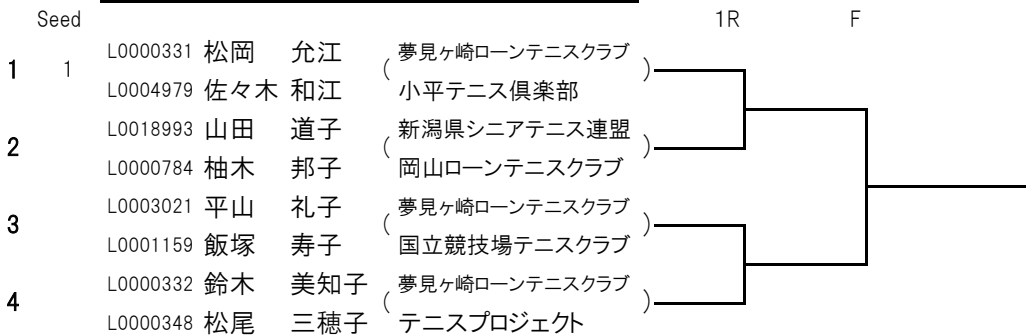 Seed 1R F
L0000331 松岡 允江 夢見ヶ崎ローンテニスクラブ
1 1 ( )
L0004979 佐々木 和江 小平テニス倶楽部
L0018993 山田 道子 新潟県シニアテニス連盟
2 ( )
L0000784 柚木 邦子 岡山ローンテニスクラブ
L0003021 平山 礼子 夢見ヶ崎ローンテニスクラブ
3 ( )
L0001159 飯塚 寿子 国立競技場テニスクラブ
L0000332 鈴木 美知子 夢見ヶ崎ローンテニスクラブ
4 ( )
L0000348 松尾 三穂子 テニスプロジェクト